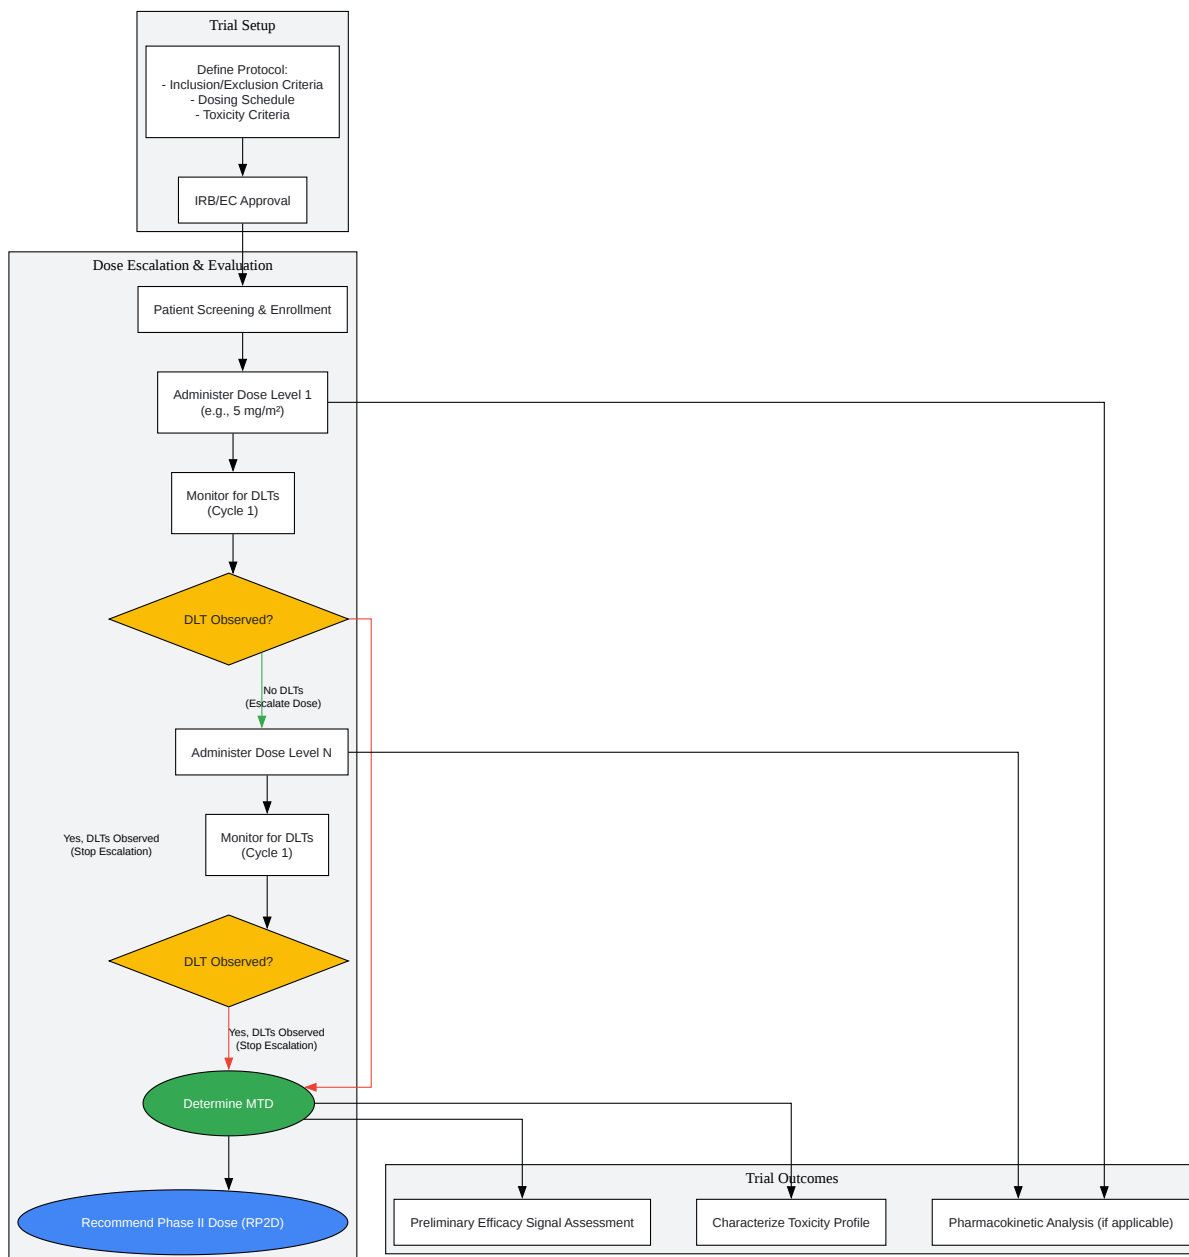 Trial Setup
Define Protocol:
- Inclusion/Exclusion Criteria
- Dosing Schedule
- Toxicity Criteria
IRB/EC Approval
Dose Escalation & Evaluation
Patient Screening & Enrollment
Administer Dose Level 1
(e.g., 5 mg/m²)
Monitor for DLTs
(Cycle 1)
DLT Observed?
No DLTs
(Escalate Dose)
Administer Dose Level N
Yes, DLTs Observed
(Stop Escalation)
Monitor for DLTs
(Cycle 1)
DLT Observed?
Yes, DLTs Observed
(Stop Escalation)
Determine MTD
Recommend Phase II Dose (RP2D)
Trial Outcomes
Preliminary Efficacy Signal Assessment
Characterize Toxicity Profile
Pharmacokinetic Analysis (if applicable)